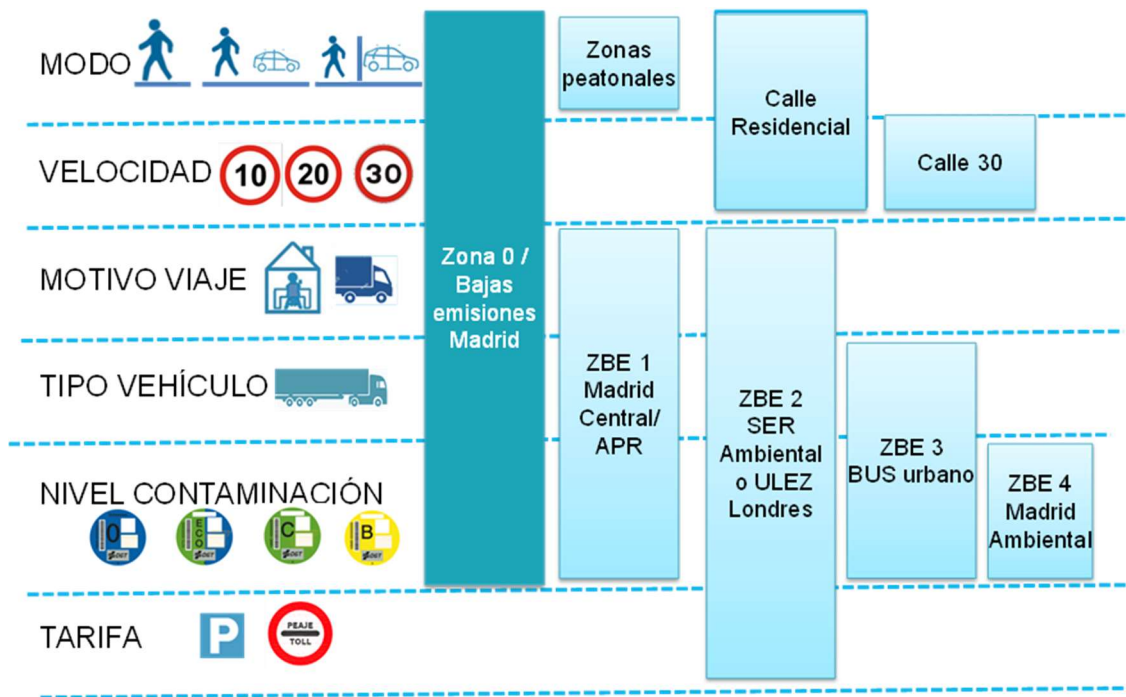 MODO
VELOCIDAD
10
20
30
MOTIVO VIAJE
TIPO VEHÍCULO
NIVEL CONTAMINACIÓN
0
ECO
C
B
TARIFA
P
PEAJE
TOLL
Zona 0 /
Bajas
emisiones
Madrid
Zonas
peatonales
Calle
Residencial
Calle 30
ZBE 1
Madrid
Central/
APR
ZBE 2
SER
Ambiental
o ULEZ
Londres
ZBE 3
BUS urbano
ZBE 4
Madrid
Ambiental